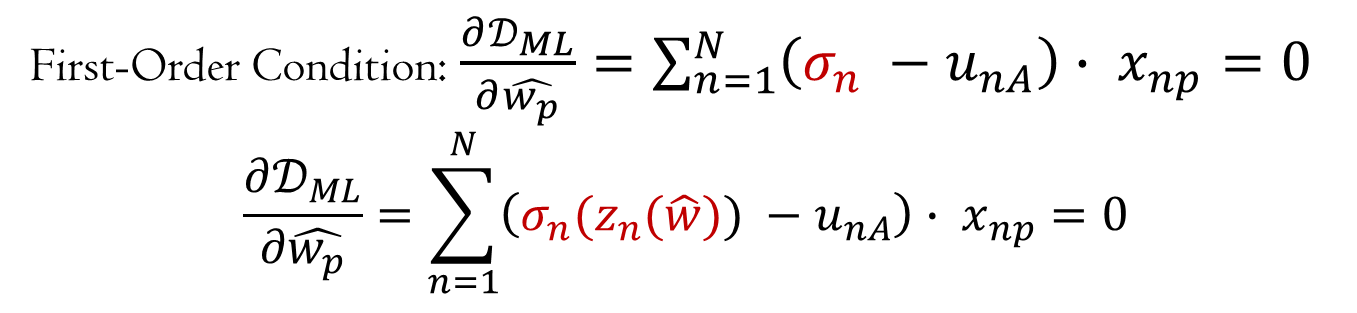 First-Order Condition: ∂𝒟_ML/∂ŵ_p = ∑_{n=1}^{N}(σ_n − u_nA) · x_np = 0
∂𝒟_ML/∂ŵ_p = ∑_{n=1}^{N}(σ_n(z_n(ŵ)) − u_nA) · x_np = 0